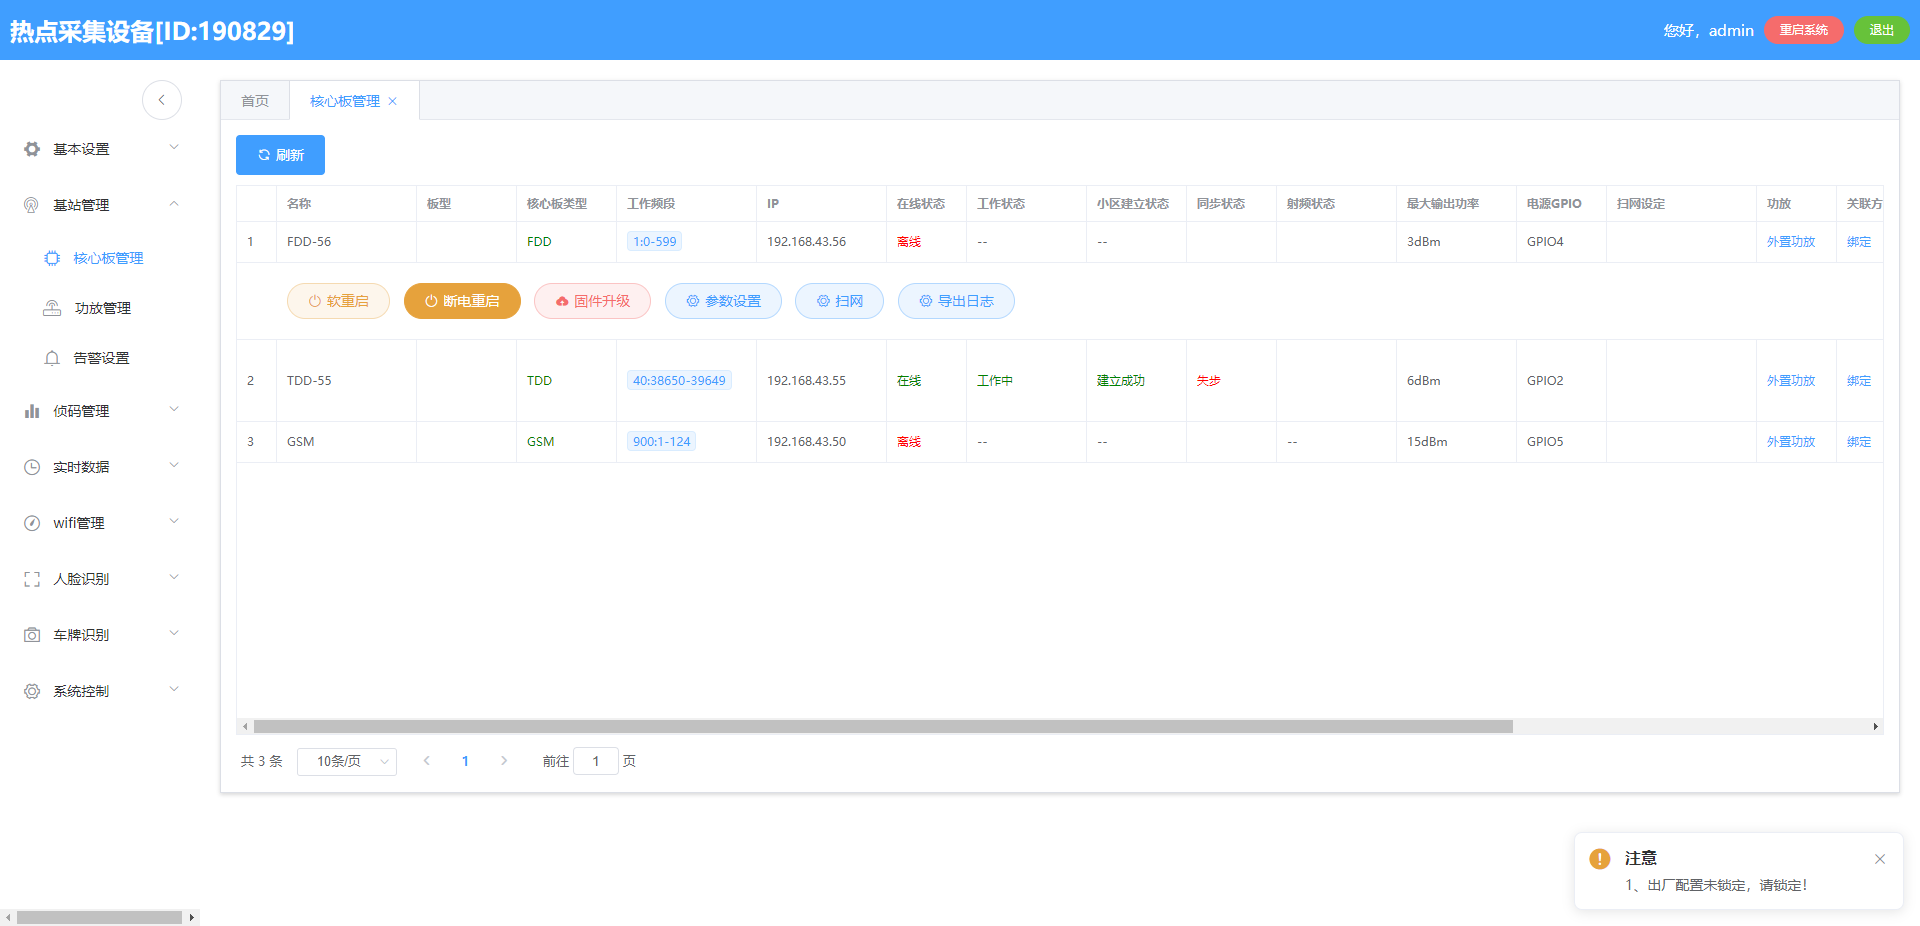 热点采集设备[ID:190829]
您好，admin 重启系统 退出
首页 核心板管理
基本设置
基站管理
核心板管理
功放管理
告警设置
侦码管理
实时数据
wifi管理
人脸识别
车牌识别
系统控制
刷新
名称 板型 核心板类型 工作频段 IP 在线状态 工作状态 小区建立状态 同步状态 射频状态 最大输出功率 电源GPIO 扫网设定 功放 关联方
1 FDD-56 FDD 1:0-599 192.168.43.56 离线 -- -- 3dBm GPIO4 外置功放 绑定
软重启 断电重启 固件升级 参数设置 扫网 导出日志
2 TDD-55 TDD 40:38650-39649 192.168.43.55 在线 工作中 建立成功 失步 6dBm GPIO2 外置功放 绑定
3 GSM GSM 900:1-124 192.168.43.50 离线 -- -- -- 15dBm GPIO5 外置功放 绑定
共 3 条 10条/页 1 前往 1 页
注意
1、出厂配置未锁定，请锁定！